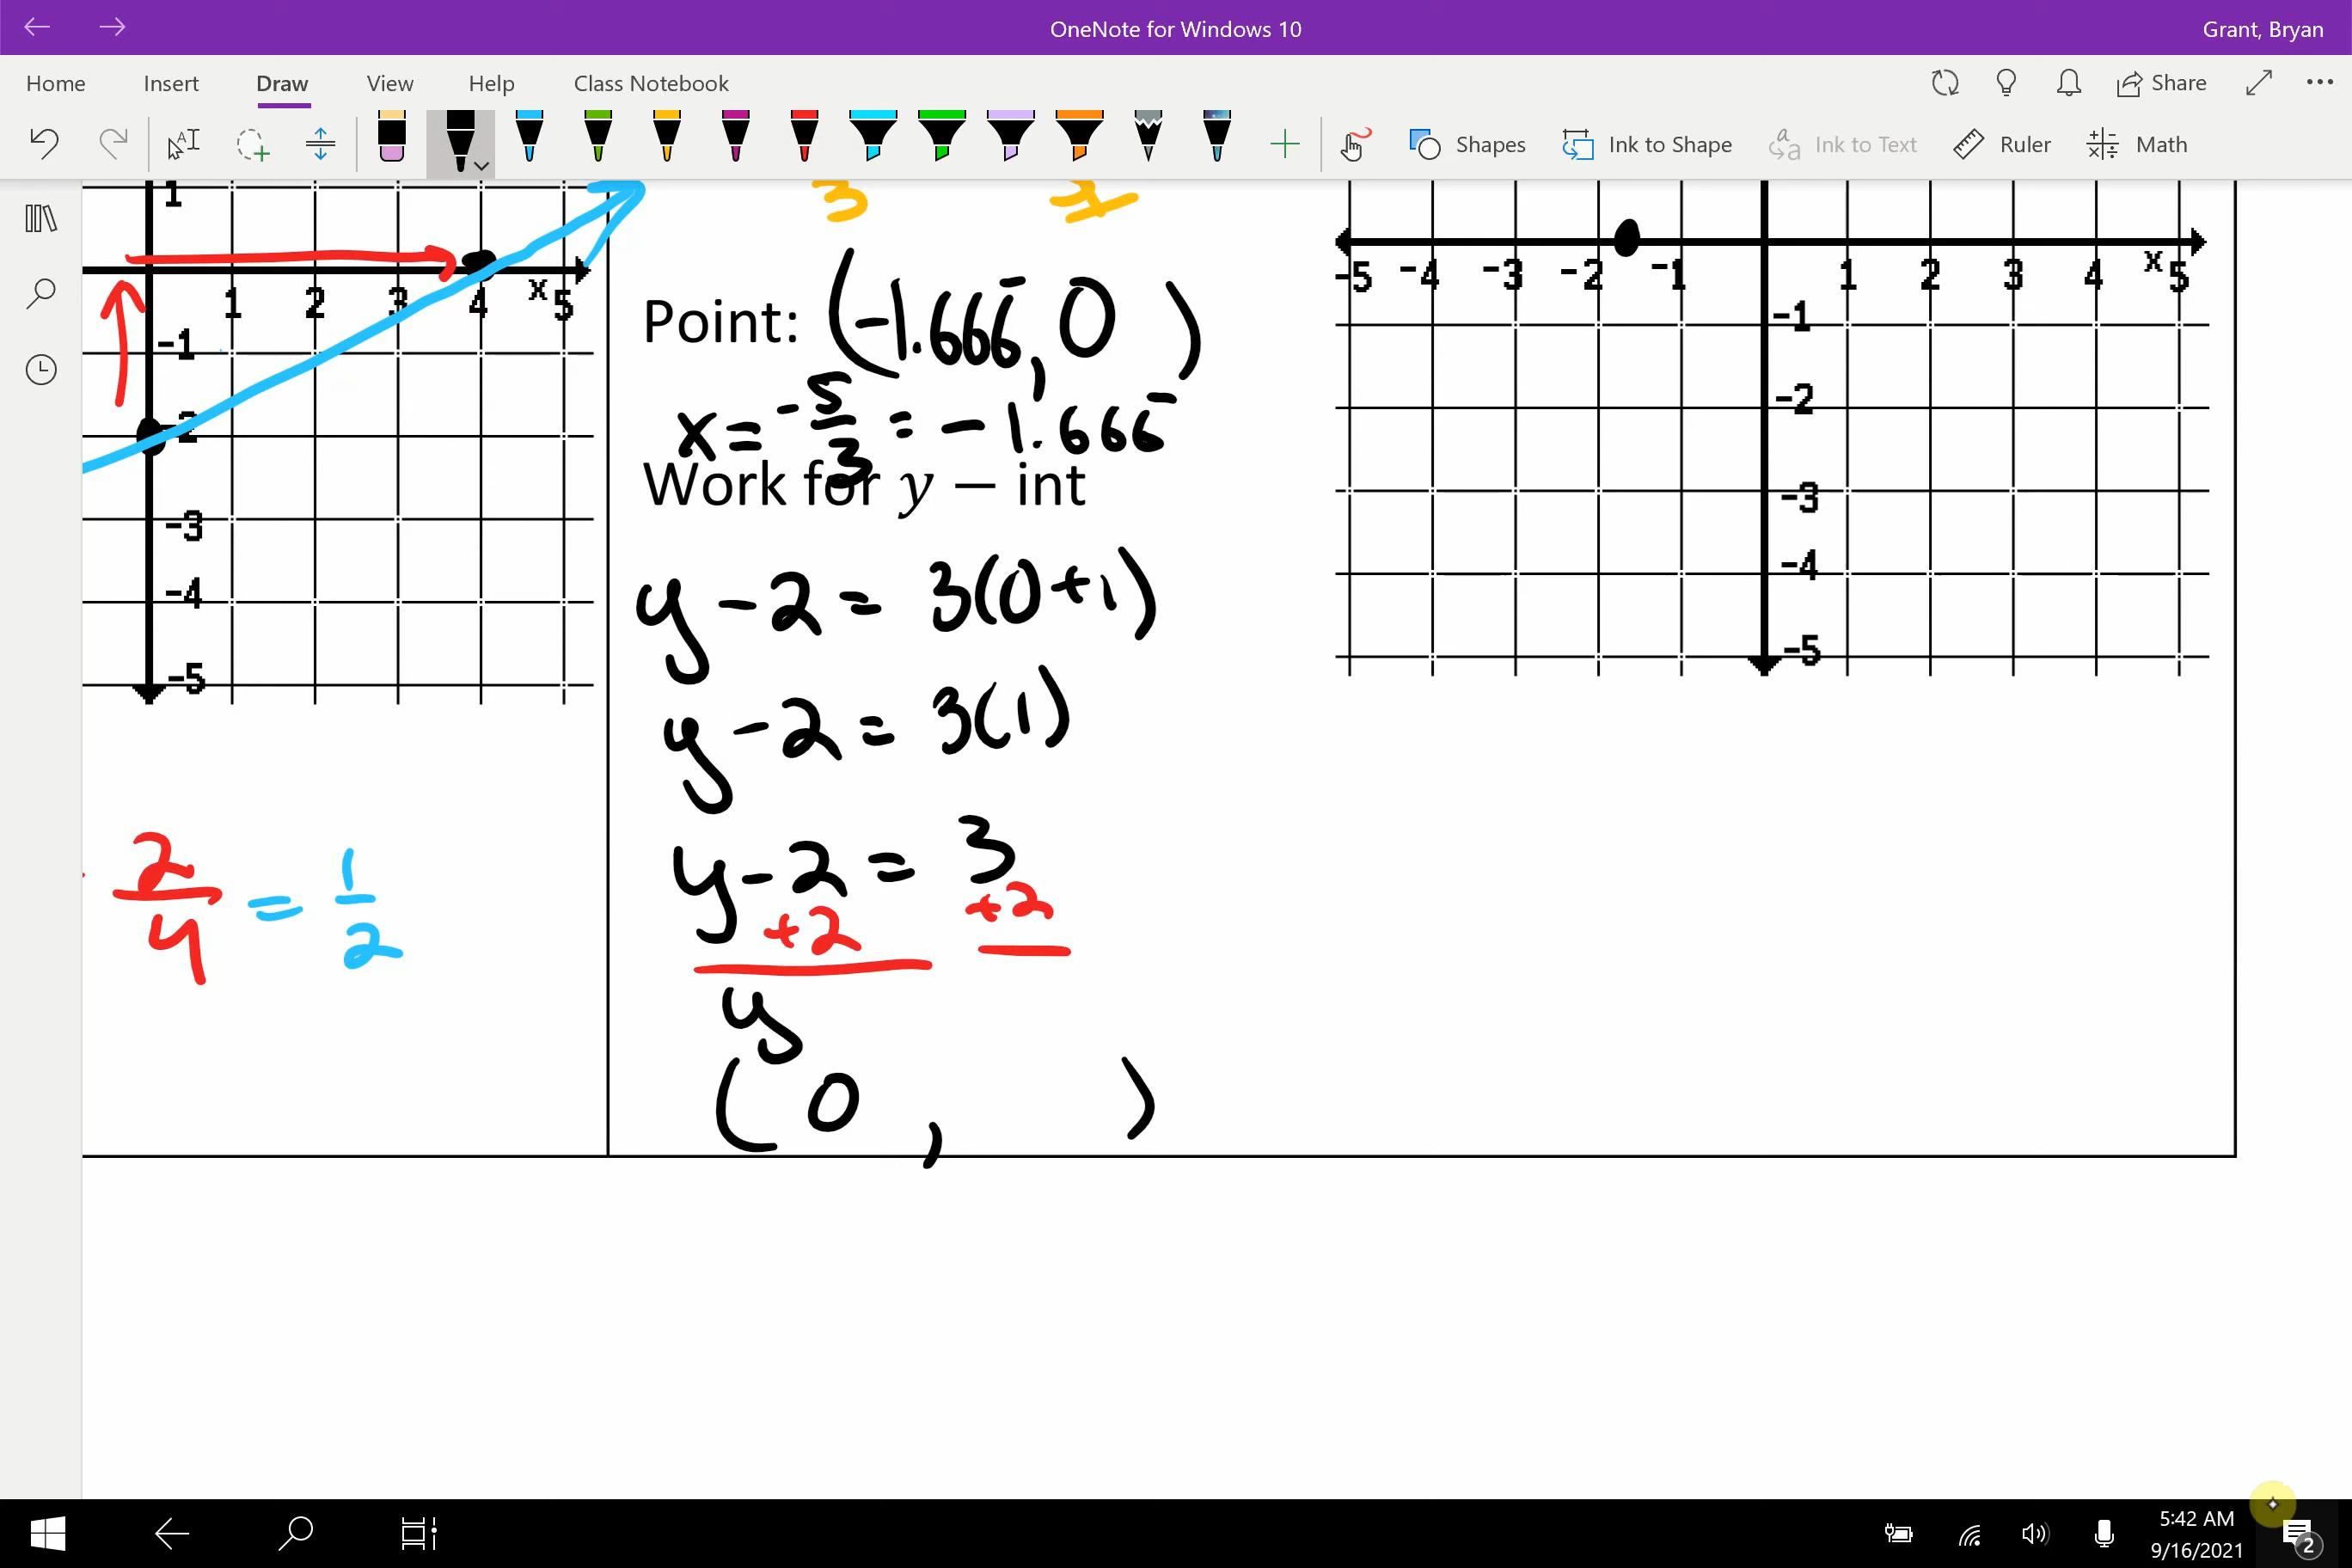 OneNote for Windows 10
Grant, Bryan
Home Insert Draw View Help Class Notebook
Share
Shapes Ink to Shape Ink to Text Ruler Math
1
1 2 3 4 x 5
-1
-2
-3
-4
-5
2/4 = 1/2
3
Point: (-1.666̄, 0 )
x = -5/3 = -1.666̄
Work for y − int
y - 2 = 3(0+1)
y - 2 = 3(1)
y - 2 = 3
+2 +2
y
( 0 , )
-5 -4 -3 -2 -1 1 2 3 4 x 5
-1
-2
-3
-4
-5
5:42 AM
9/16/2021
2